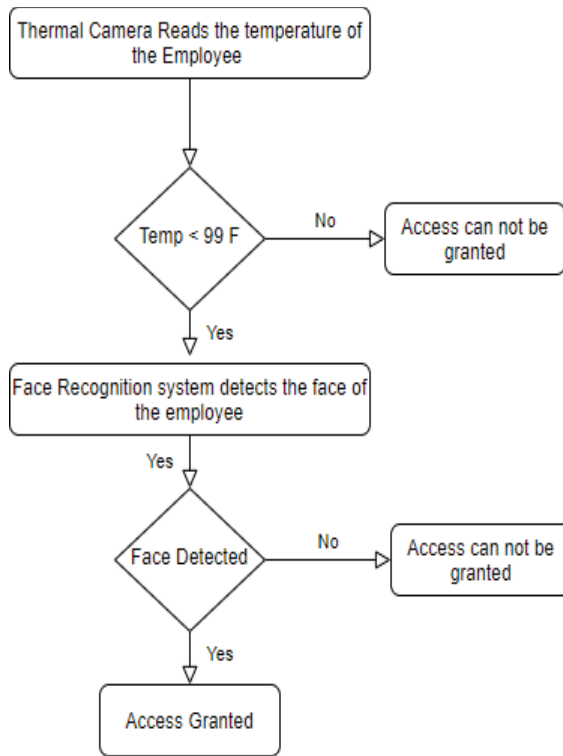 Thermal Camera Reads the temperature of
the Employee
Temp < 99 F
No
Access can not be
granted
Yes
Face Recognition system detects the face of
the employee
Yes
Face Detected
No
Access can not be
granted
Yes
Access Granted